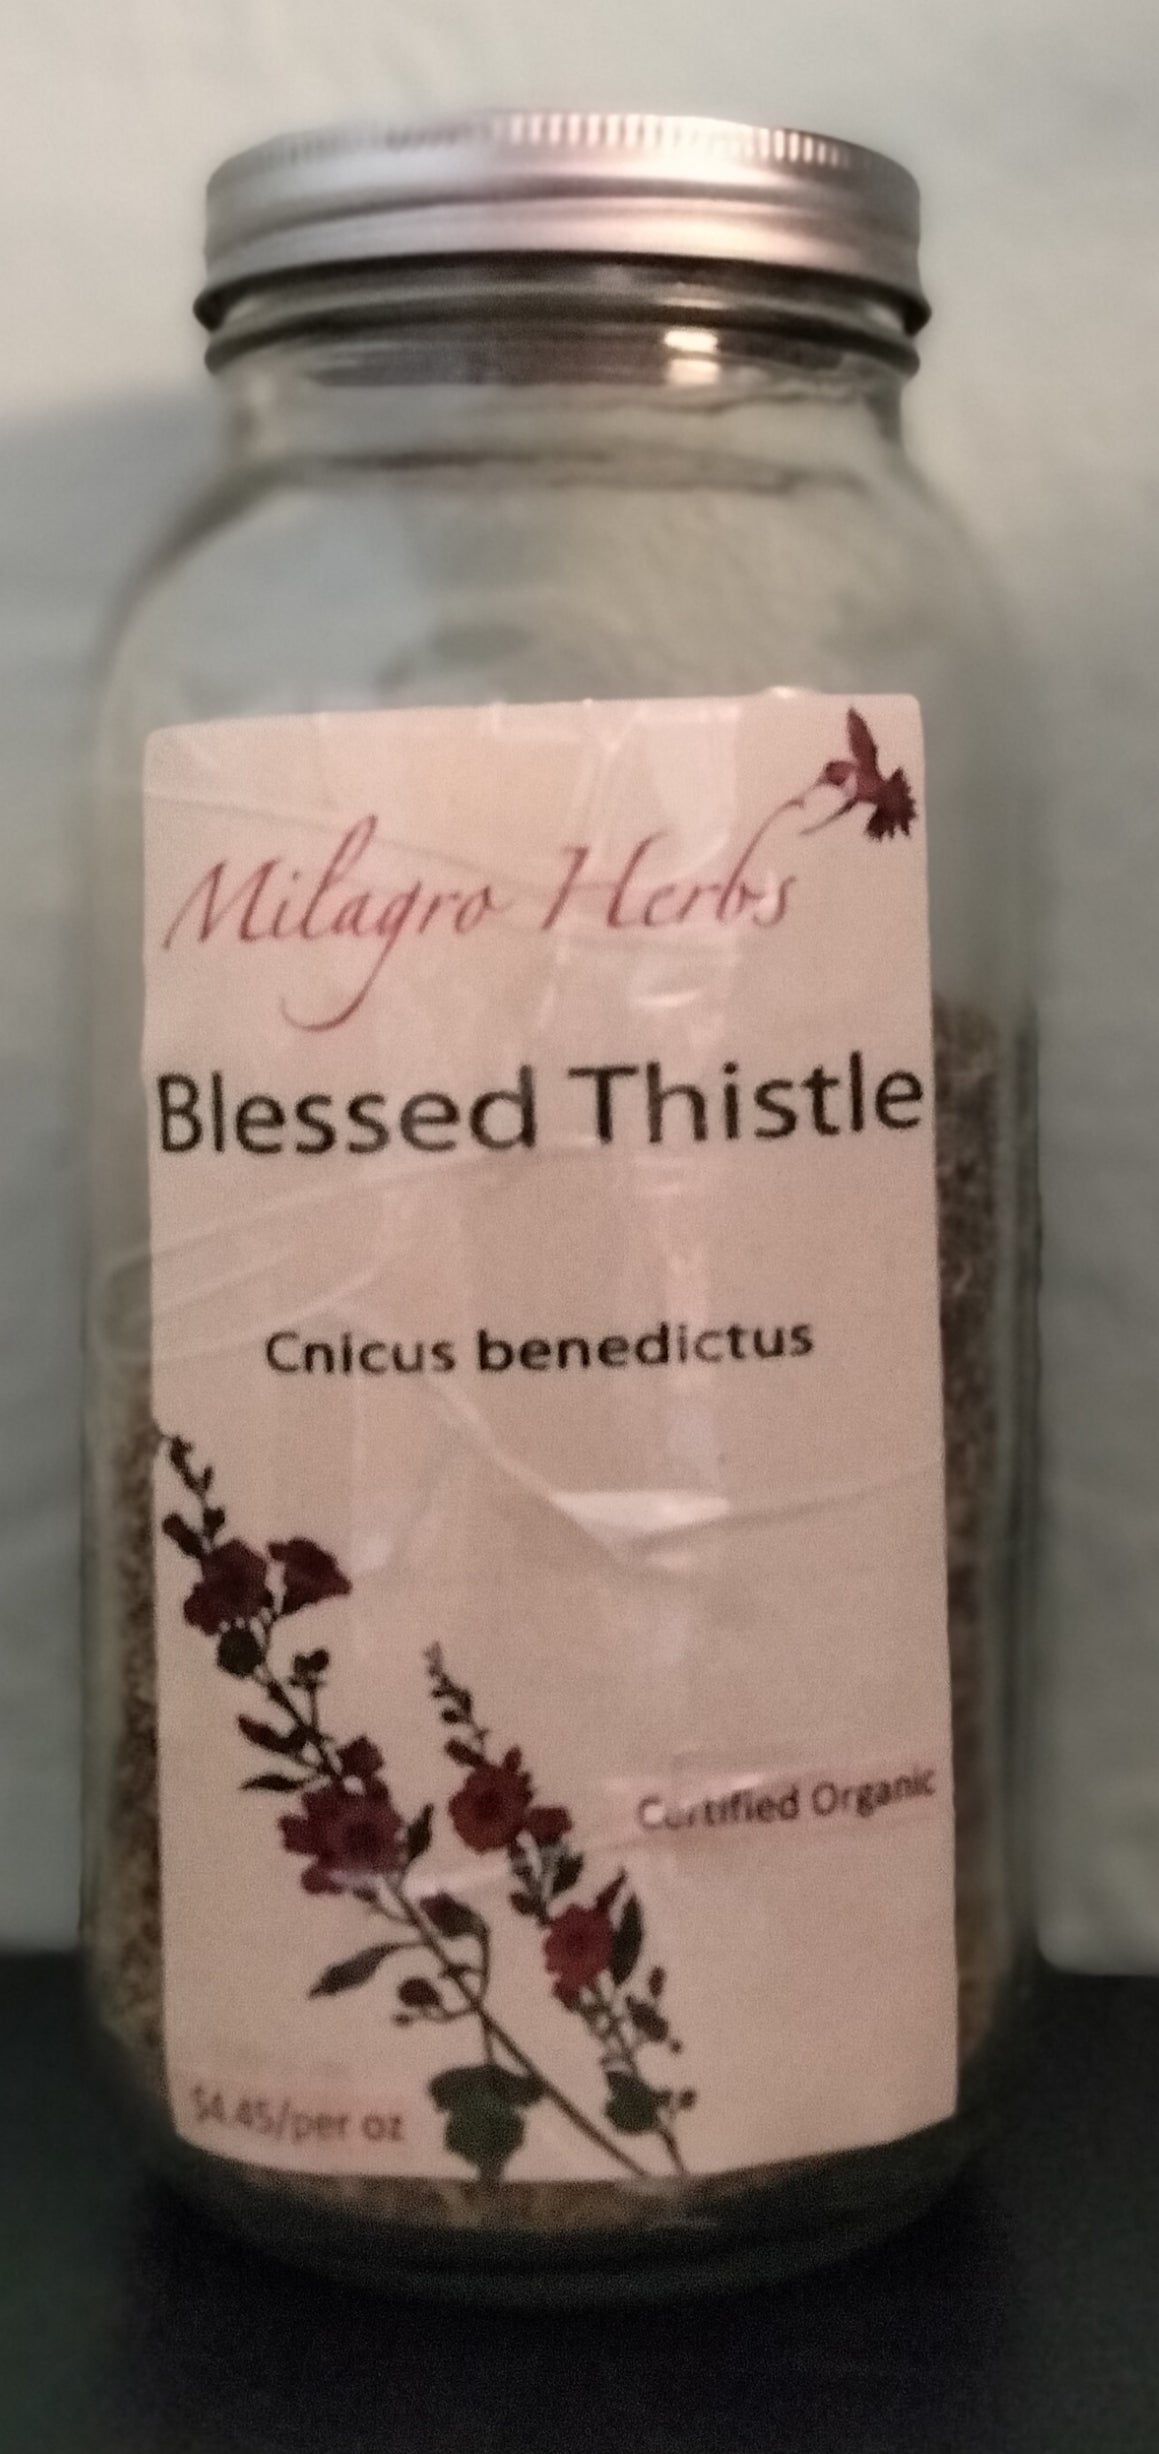 Milagro Herbs
Blessed Thistle
Cnicus benedictus
Certified Organic
$4.45/per oz